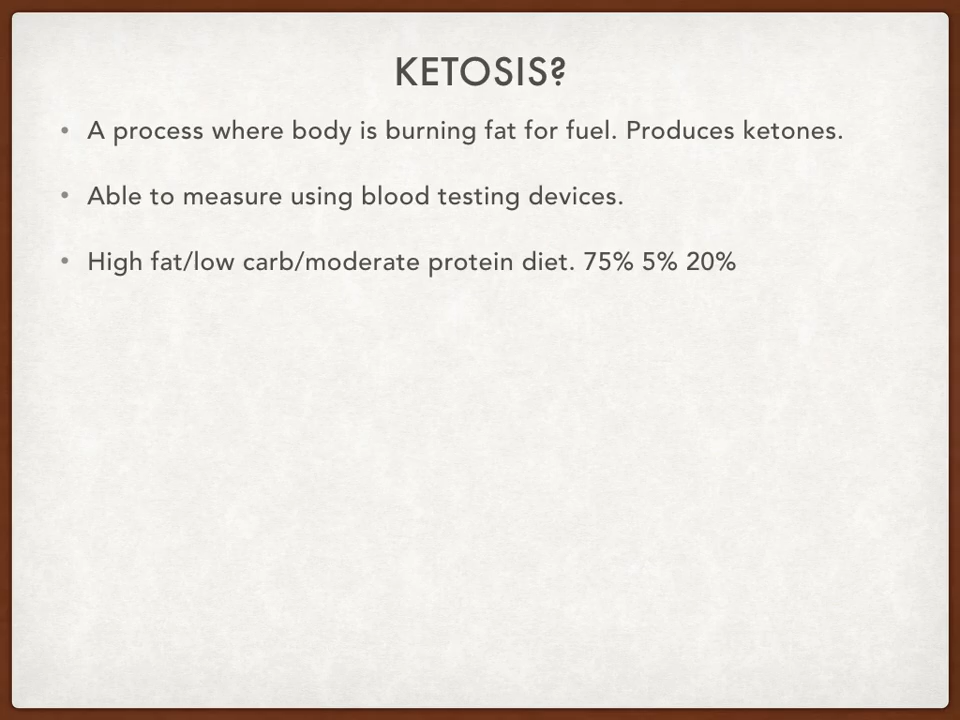 KETOSIS?
• A process where body is burning fat for fuel. Produces ketones.
• Able to measure using blood testing devices.
• High fat/low carb/moderate protein diet. 75% 5% 20%